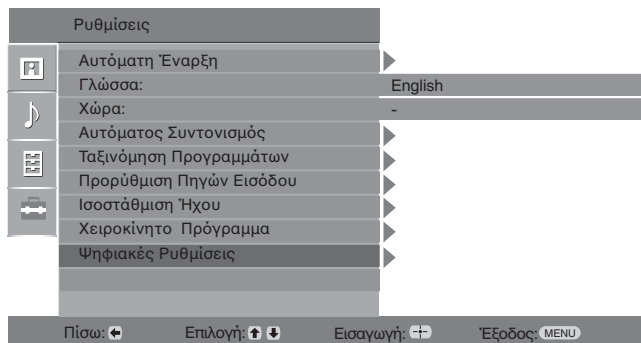 Ρυθμίσεις
Αυτόματη Έναρξη
Γλώσσα: English
Χώρα: -
Αυτόματος Συντονισμός
Ταξινόμηση Προγραμμάτων
Προρύθμιση Πηγών Εισόδου
Ισοστάθμιση Ήχου
Χειροκίνητο Πρόγραμμα
Ψηφιακές Ρυθμίσεις
Πίσω: Επιλογή: Εισαγωγή: Έξοδος: MENU